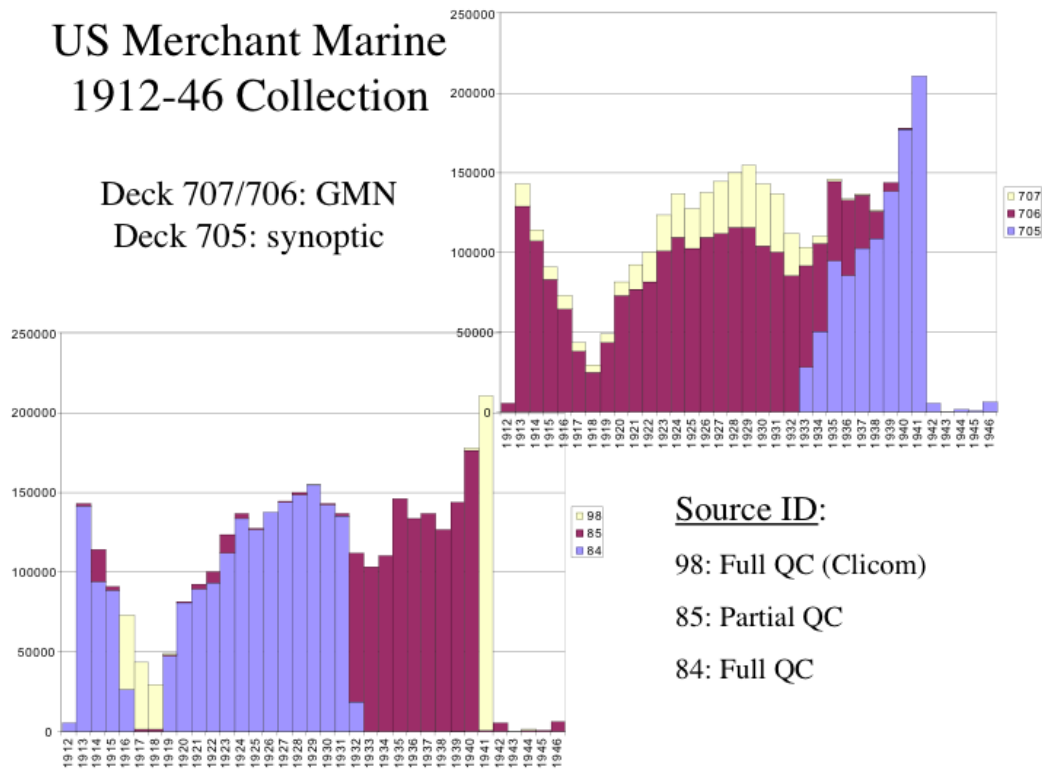 US Merchant Marine
1912-46 Collection
Deck 707/706: GMN
Deck 705: synoptic
250000
200000
150000
100000
50000
0
1912 1913 1914 1915 1916 1917 1918 1919 1920 1921 1922 1923 1924 1925 1926 1927 1928 1929 1930 1931 1932 1933 1934 1935 1936 1937 1938 1939 1940 1941 1942 1943 1944 1945 1946
707
706
705
250000
200000
150000
100000
50000
0
1912 1913 1914 1915 1916 1917 1918 1919 1920 1921 1922 1923 1924 1925 1926 1927 1928 1929 1930 1931 1932 1933 1934 1935 1936 1937 1938 1939 1940 1941 1942 1943 1944 1945 1946
98
85
84
Source ID:
98: Full QC (Clicom)
85: Partial QC
84: Full QC